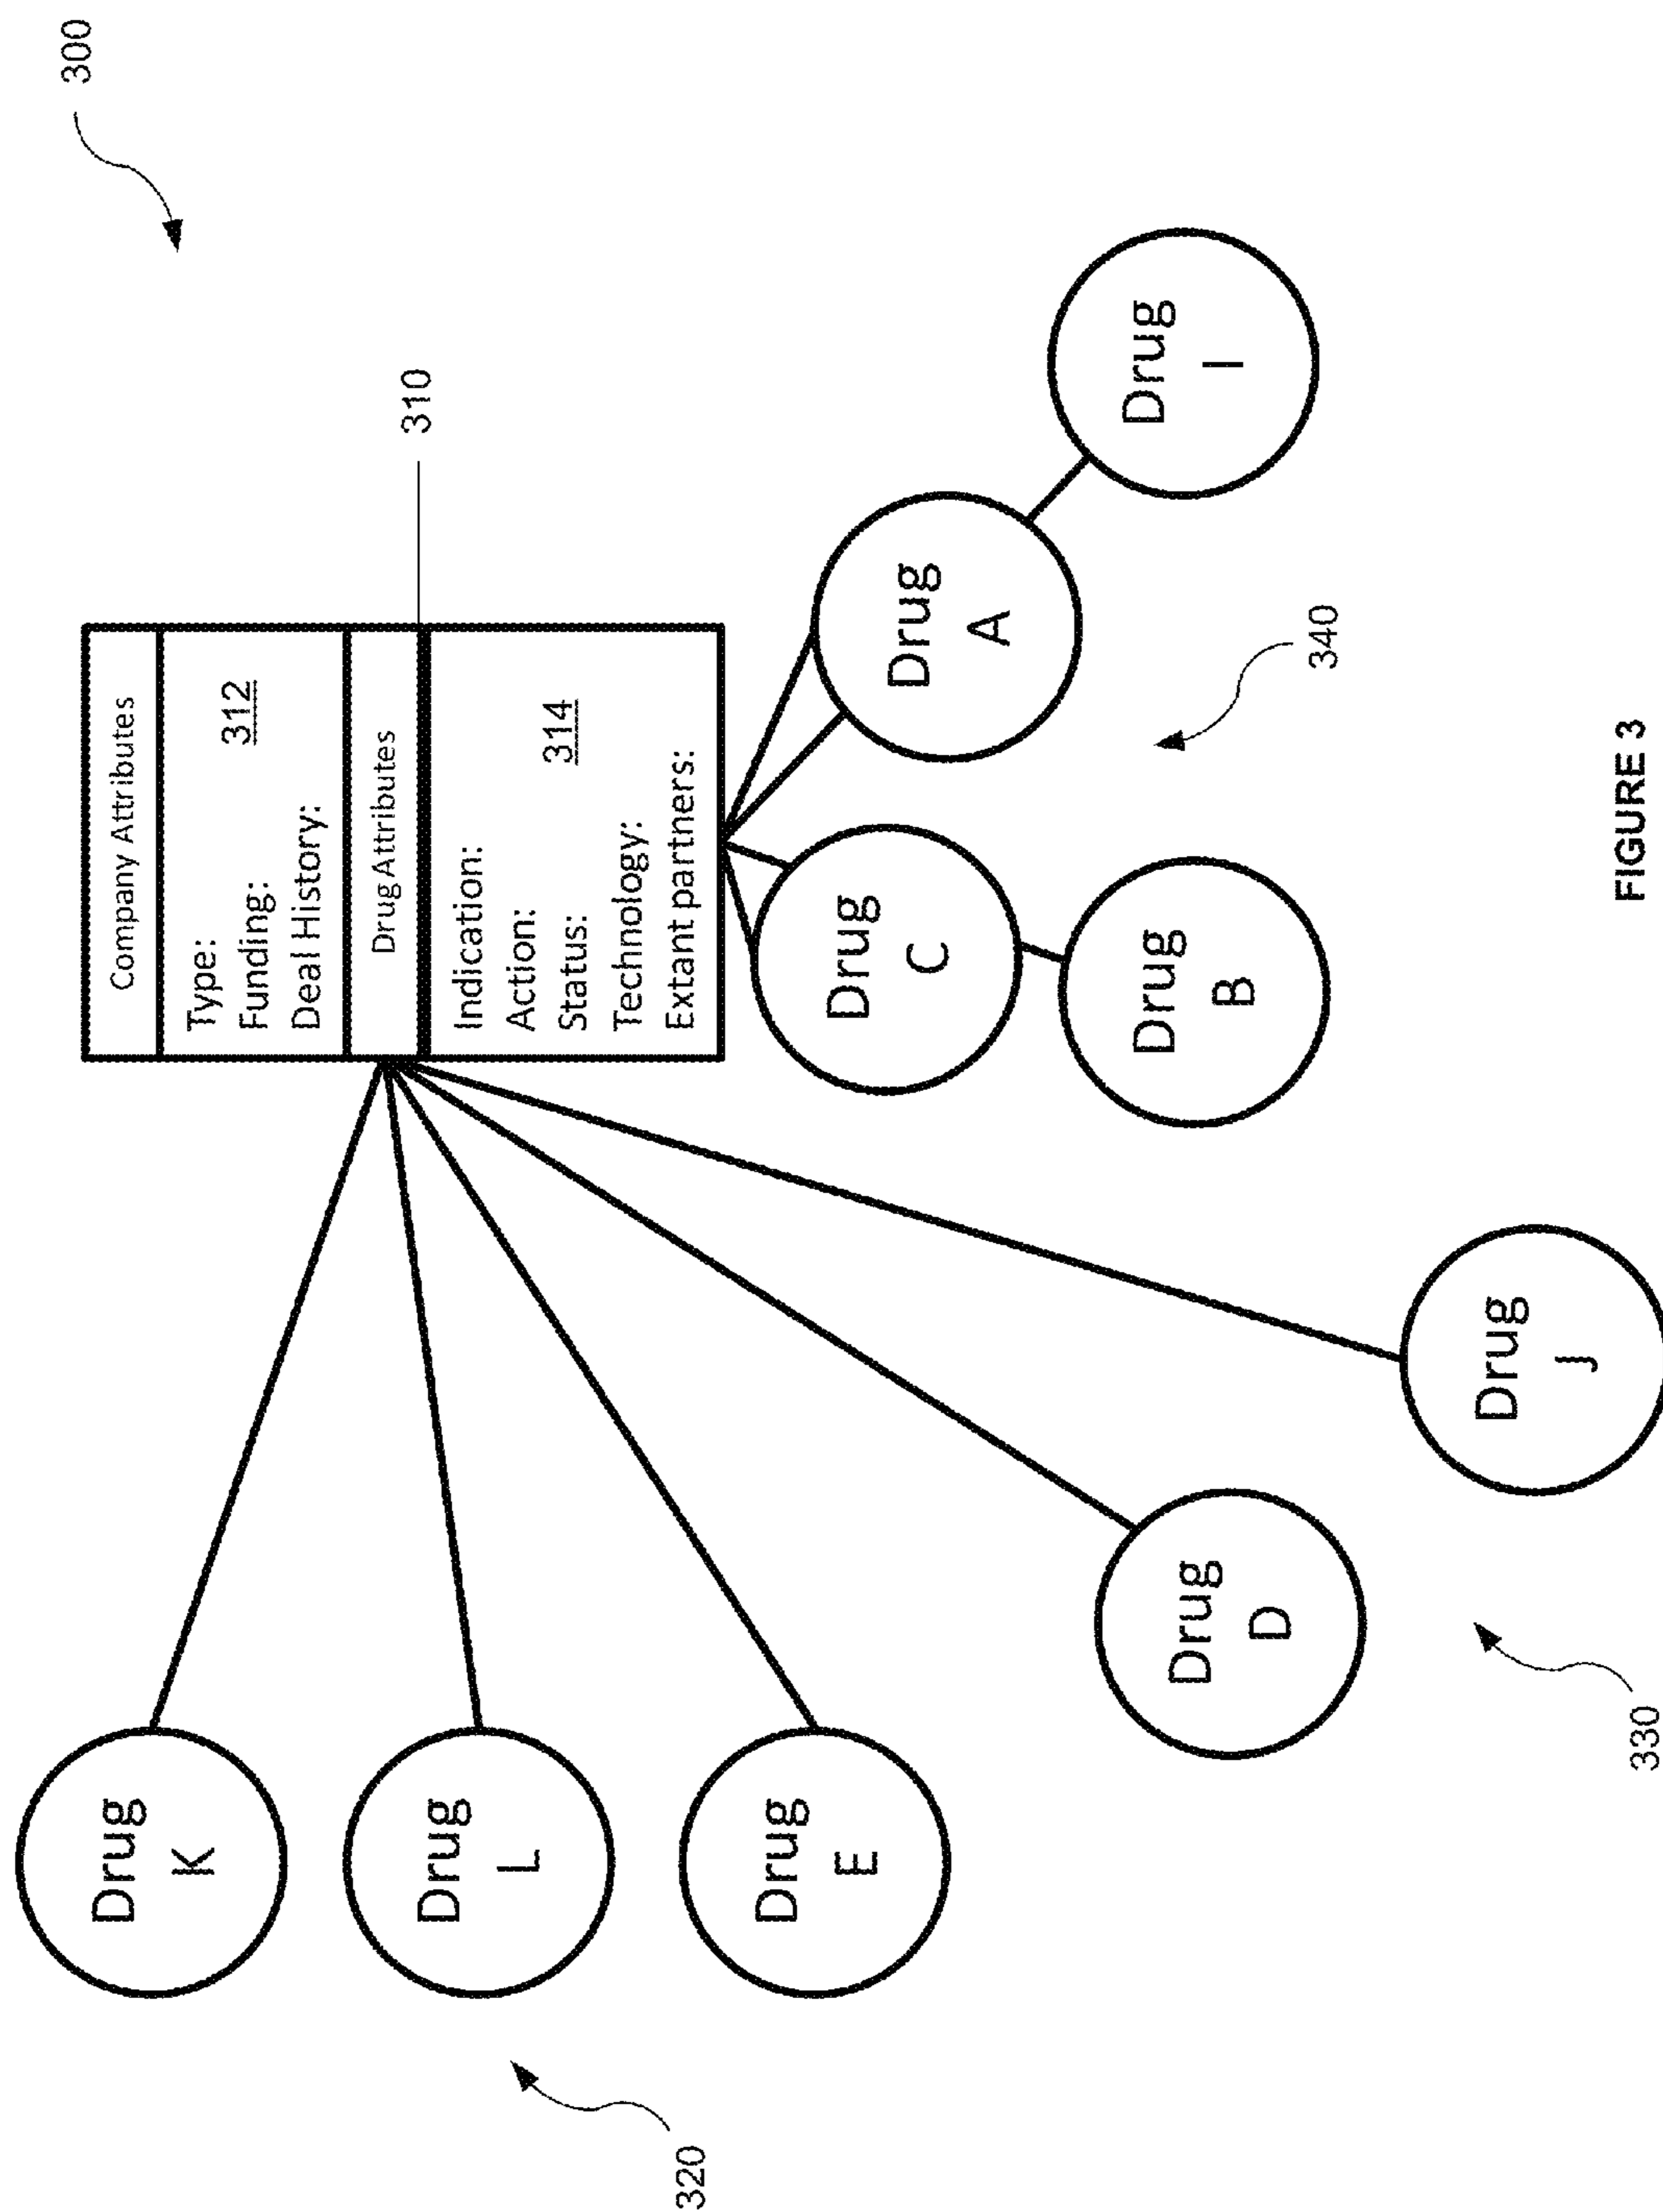 300
Company Attributes
Type:
Funding:
Deal History:
312
Drug Attributes
310
Indication:
Action:
Status:
Technology:
Extant partners:
314
Drug
K
Drug
L
Drug
E
320
Drug
D
Drug
J
330
Drug
C
Drug
B
Drug
A
Drug
I
340
FIGURE 3